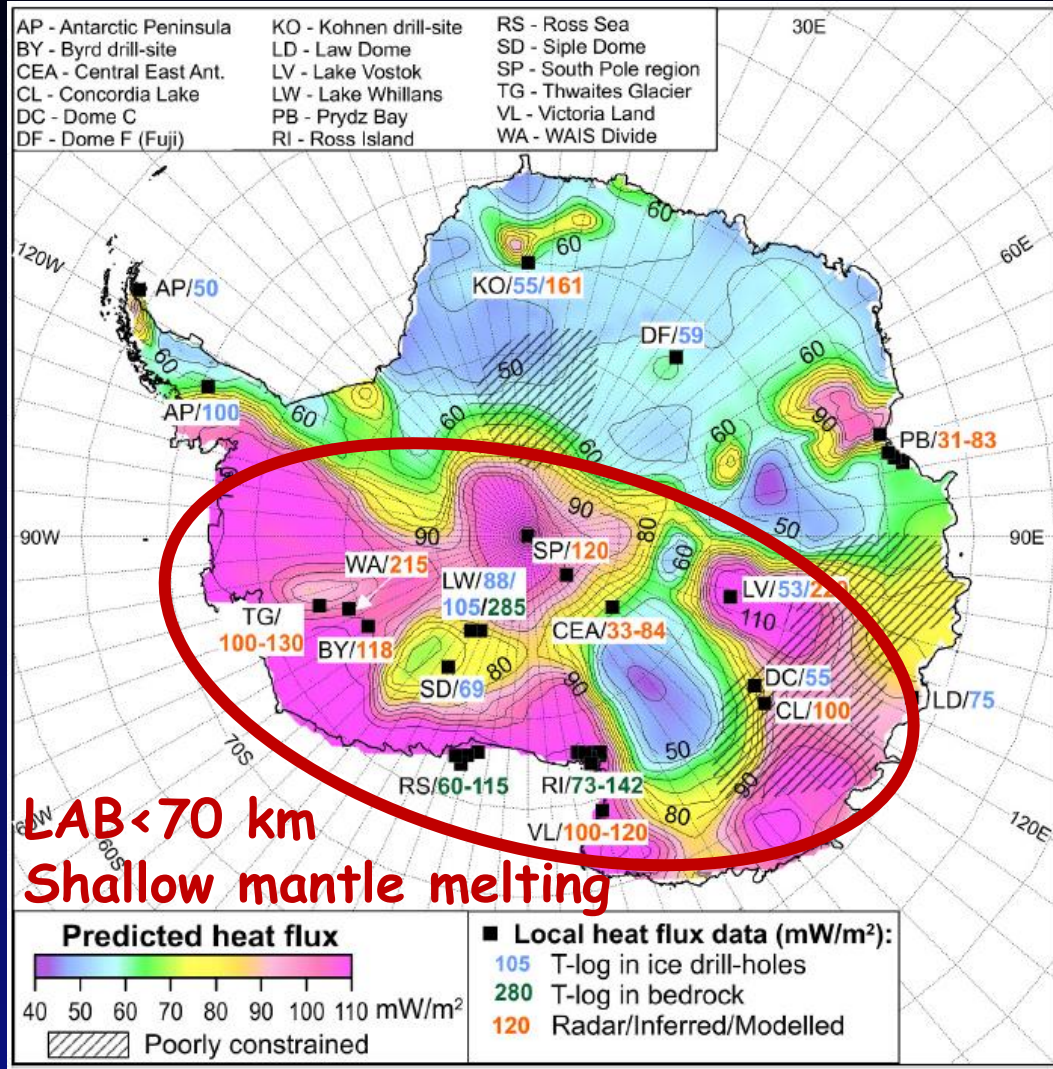 AP - Antarctic Peninsula
BY - Byrd drill-site
CEA - Central East Ant.
CL - Concordia Lake
DC - Dome C
DF - Dome F (Fuji)
KO - Kohnen drill-site
LD - Law Dome
LV - Lake Vostok
LW - Lake Whillans
PB - Prydz Bay
RI - Ross Island
RS - Ross Sea
SD - Siple Dome
SP - South Pole region
TG - Thwaites Glacier
VL - Victoria Land
WA - WAIS Divide
30E
60
60
120W
60E
AP/50
KO/55/161
DF/59
60
50
60
AP/100
60
90
60
60
60
PB/31-83
90
80
50
90
60
90W
SP/120
90E
WA/215
LW/88/
105/285
LV/53/
110
TG/
100-130
BY/118
CEA/33-84
80
DC/55
SD/69
90
CL/100
LD/75
70S
50
RS/60-115
RI/73-142
90
80
VL/100-120
120E
60S
LAB<70 km
Shallow mantle melting
Predicted heat flux
40 50 60 70 80 90 100 110 mW/m²
Poorly constrained
■ Local heat flux data (mW/m²):
105 T-log in ice drill-holes
280 T-log in bedrock
120 Radar/Inferred/Modelled